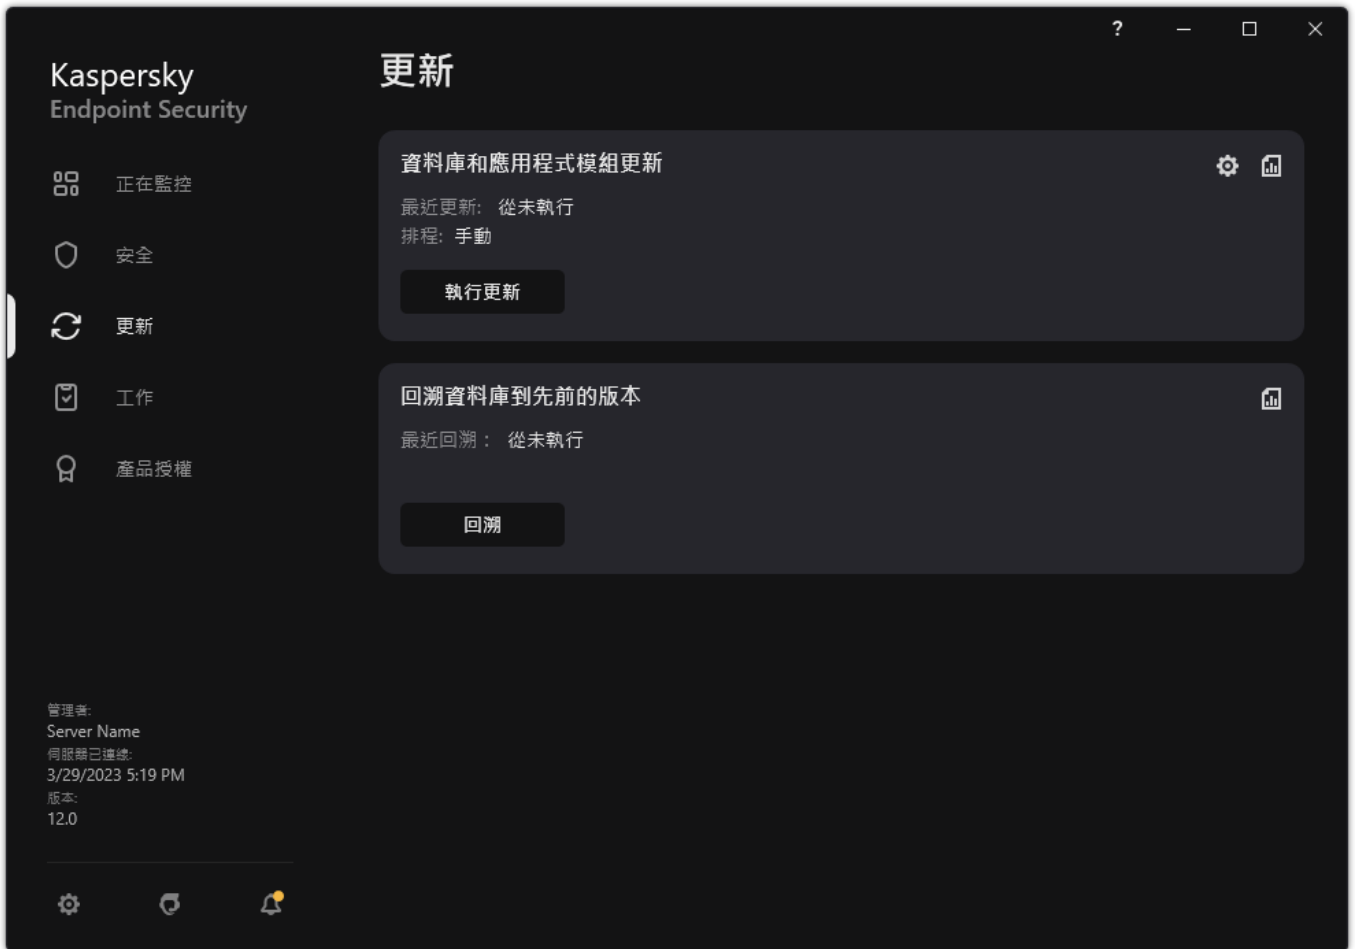 ?
Kaspersky
Endpoint Security
正在監控
安全
更新
工作
產品授權
管理者:
Server Name
伺服器已連線:
3/29/2023 5:19 PM
版本:
12.0
更新
資料庫和應用程式模組更新
最近更新: 從未執行
排程: 手動
執行更新
回溯資料庫到先前的版本
最近回溯： 從未執行
回溯